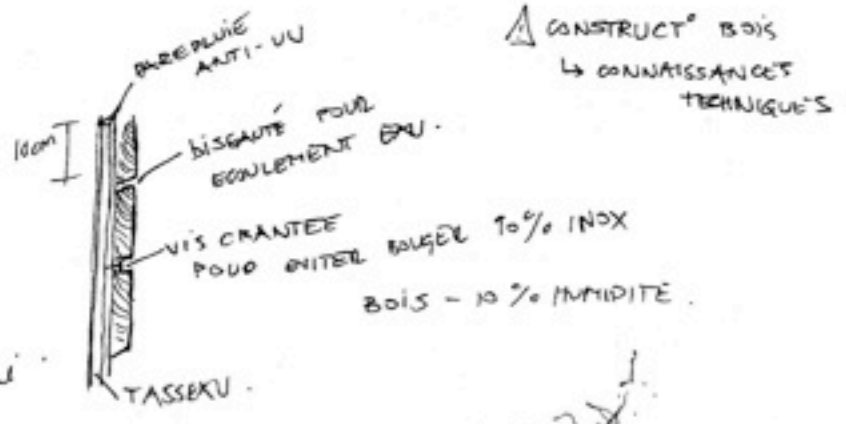 PAREPLUIE
ANTI-UV
⚠ CONSTRUCT° BOIS
↳ CONNAISSANCES
TECHNIQUES
10cm
BISEAUTÉ POUR
ECOULEMENT EAU.
VIS CRANTEE
POUR EVITER BOUGER 90% INOX
BOIS - 10 % HUMIDITE.
TASSEAU.